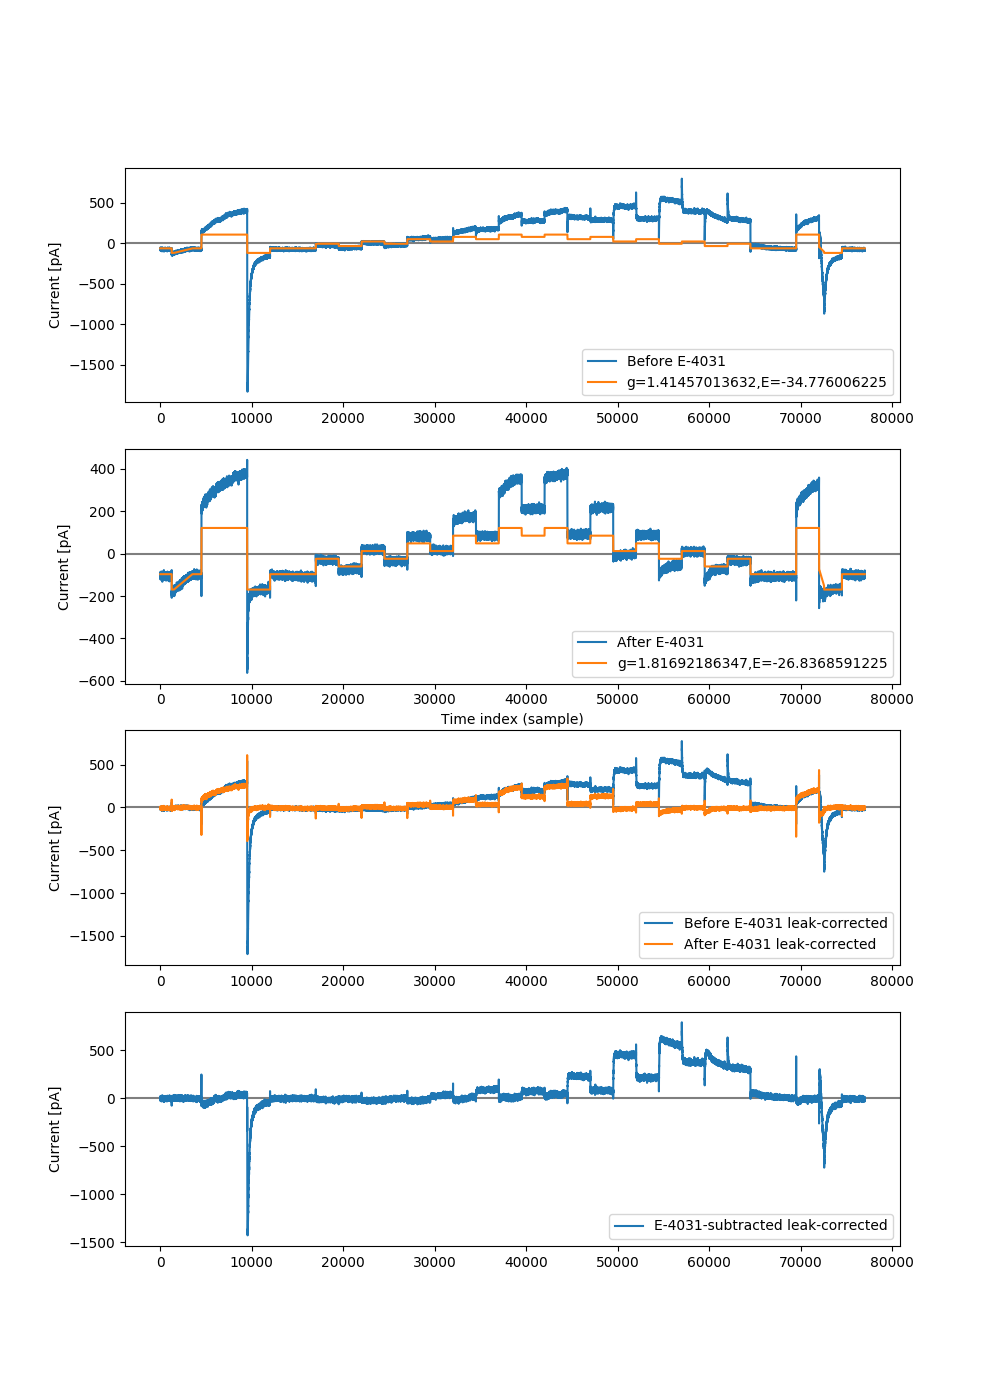 500
0
−500
−1000
−1500
Current [pA]
Before E-4031
g=1.41457013632,E=-34.776006225
0 10000 20000 30000 40000 50000 60000 70000 80000
400
200
0
−200
−400
−600
Current [pA]
After E-4031
g=1.81692186347,E=-26.8368591225
0 10000 20000 30000 40000 50000 60000 70000 80000
Time index (sample)
500
0
−500
−1000
−1500
Current [pA]
Before E-4031 leak-corrected
After E-4031 leak-corrected
0 10000 20000 30000 40000 50000 60000 70000 80000
500
0
−500
−1000
−1500
Current [pA]
E-4031-subtracted leak-corrected
0 10000 20000 30000 40000 50000 60000 70000 80000